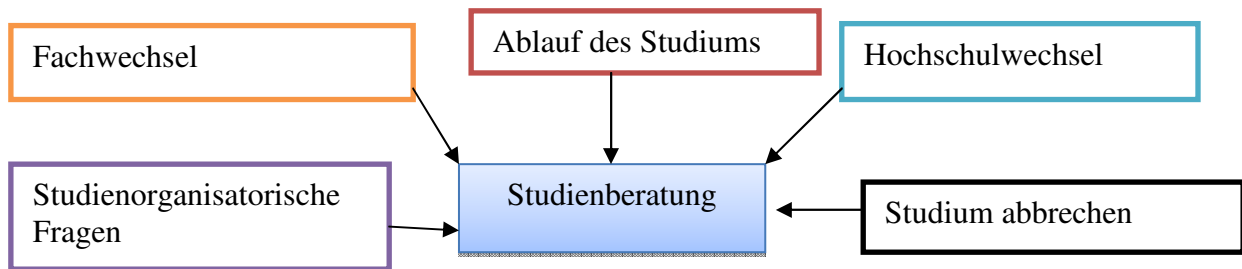 Fachwechsel
Ablauf des Studiums
Hochschulwechsel
Studienorganisatorische
Fragen
Studienberatung
Studium abbrechen